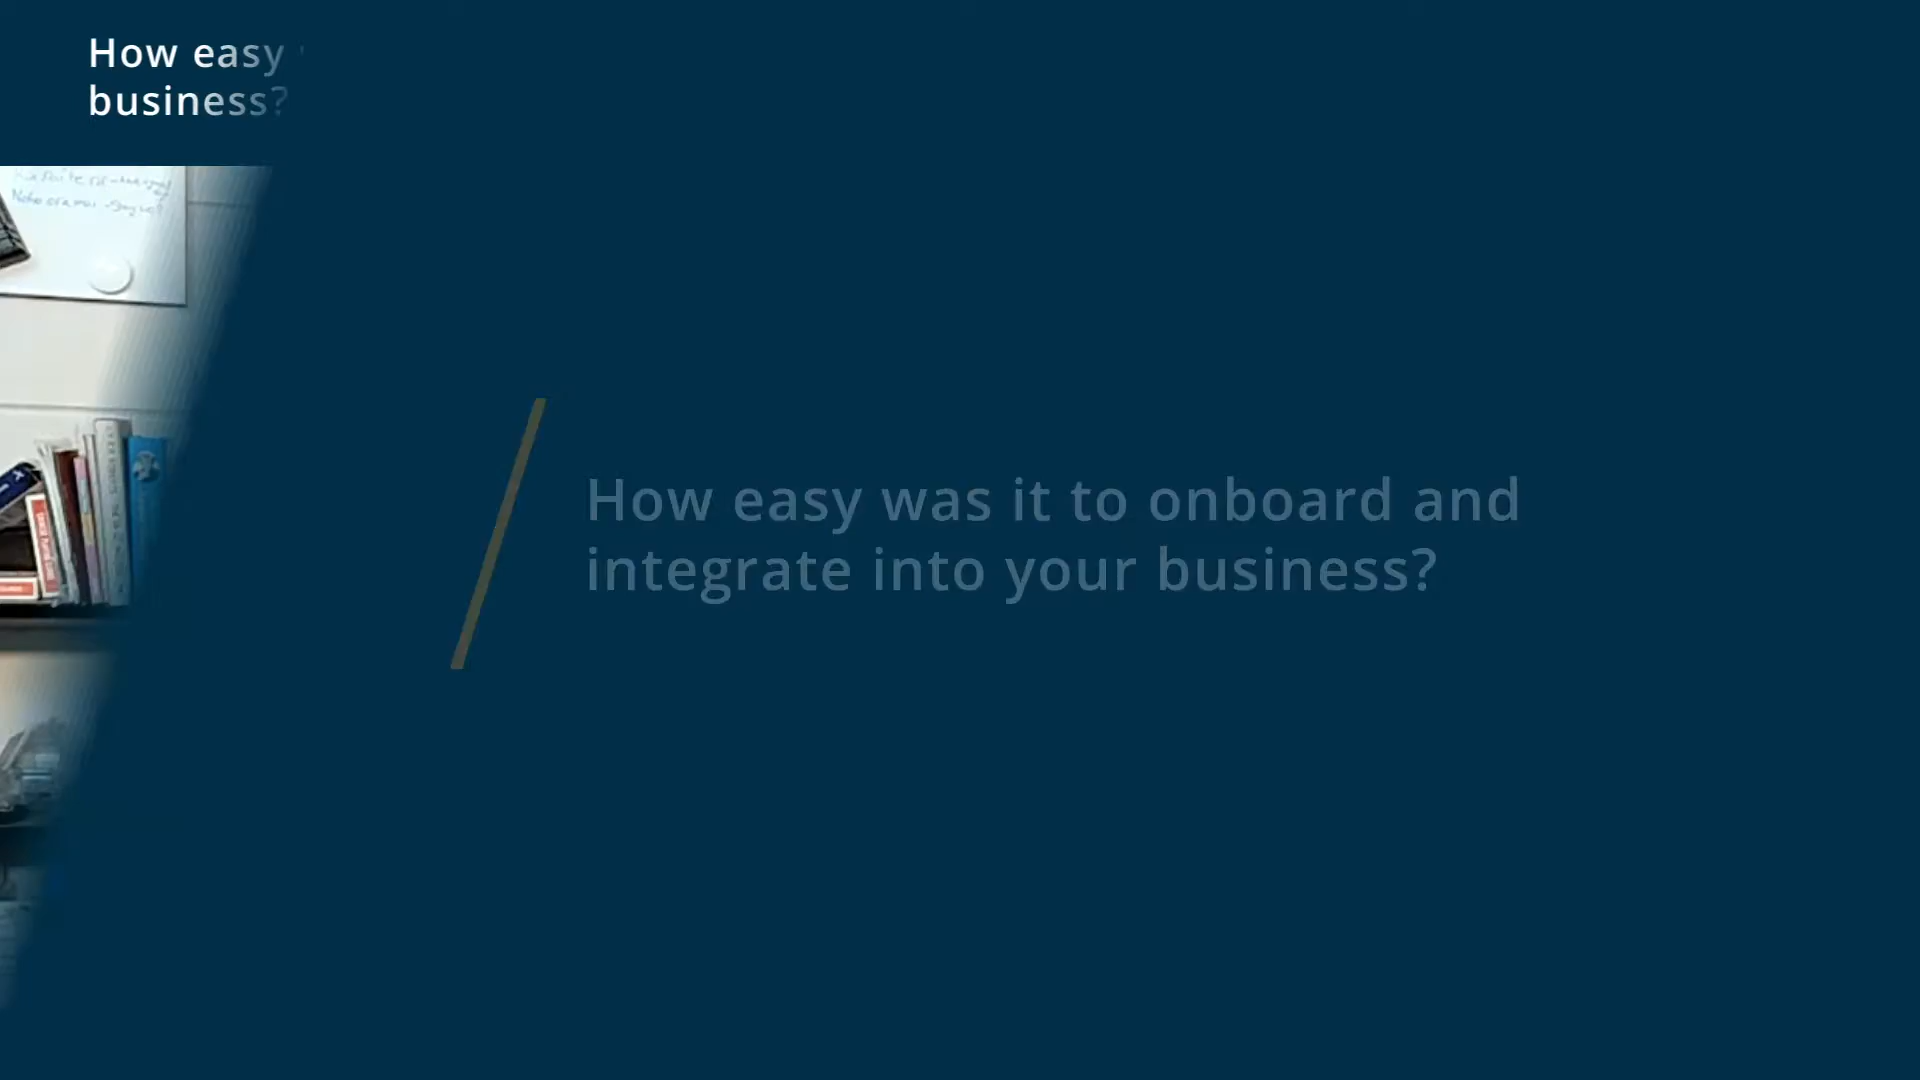 How easy
business?
How easy was it to onboard and
integrate into your business?